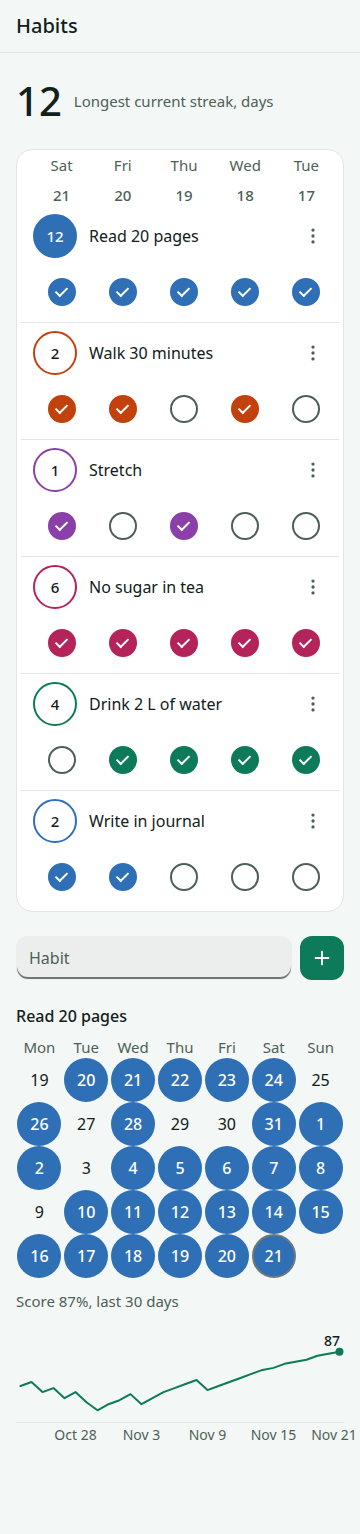 Habits
12 Longest current streak, days
Sat Fri Thu Wed Tue
21 20 19 18 17
12 Read 20 pages
2 Walk 30 minutes
1 Stretch
6 No sugar in tea
4 Drink 2 L of water
2 Write in journal
Habit
Read 20 pages
Mon Tue Wed Thu Fri Sat Sun
19 20 21 22 23 24 25
26 27 28 29 30 31 1
2 3 4 5 6 7 8
9 10 11 12 13 14 15
16 17 18 19 20 21
Score 87%, last 30 days
87
Oct 28 Nov 3 Nov 9 Nov 15 Nov 21